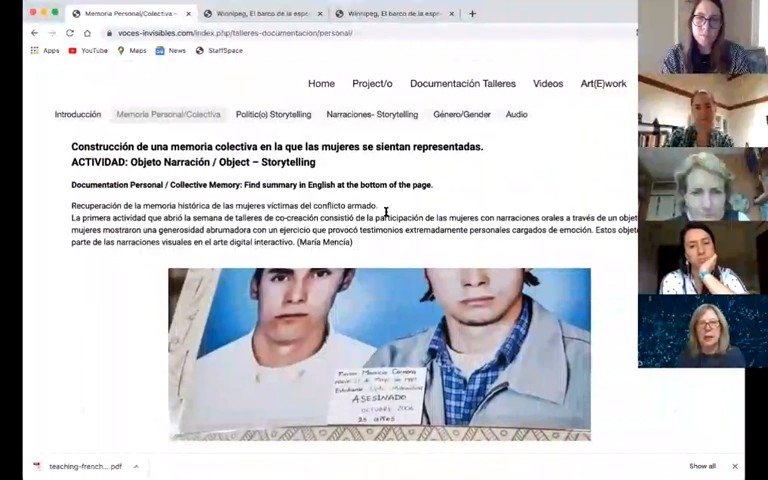 Memoria Personal/Colectiva –
Winnipeg, El barco de la espe
Winnipeg, El barco de la espe
voces-invisibles.com/index.php/telleres-documentacion/personal/
Apps YouTube Maps News StaffSpace
Home Project/o Documentación Talleres Videos Art(E)work
Introducción Memoria Personal/Colectiva Politic(o) Storytelling Narraciones- Storytelling Género/Gender Audio
Construcción de una memoria colectiva en la que las mujeres se sientan representadas.
ACTIVIDAD: Objeto Narración / Object – Storytelling
Documentation Personal / Collective Memory: Find summary in English at the bottom of the page.
Recuperación de la memoria histórica de las mujeres víctimas del conflicto armado.
La primera actividad que abrió la semana de talleres de co-creación consistió de la participación de las mujeres con narraciones orales a través de un objet
mujeres mostraron una generosidad abrumadora con un ejercicio que provocó testimonios extremadamente personales cargados de emoción. Estos objet
parte de las narraciones visuales en el arte digital interactivo. (María Mencía)
ASESINADO
OCTUBRE
años
teaching-french....pdf
Show all